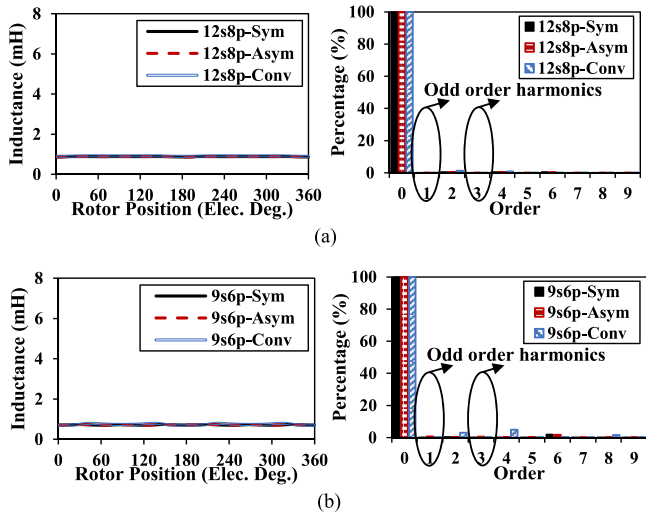 Inductance (mH)
8
6
4
2
0
12s8p-Sym
12s8p-Asym
12s8p-Conv
0 60 120 180 240 300 360
Rotor Position (Elec. Deg.)
Percentage (%)
100
80
60
40
20
0
12s8p-Sym
12s8p-Asym
12s8p-Conv
Odd order harmonics
0 1 2 3 4 5 6 7 8 9
Order
(a)
Inductance (mH)
8
6
4
2
0
9s6p-Sym
9s6p-Asym
9s6p-Conv
0 60 120 180 240 300 360
Rotor Position (Elec. Deg.)
Percentage (%)
100
80
60
40
20
0
9s6p-Sym
9s6p-Asym
9s6p-Conv
Odd order harmonics
0 1 2 3 4 5 6 7 8 9
Order
(b)